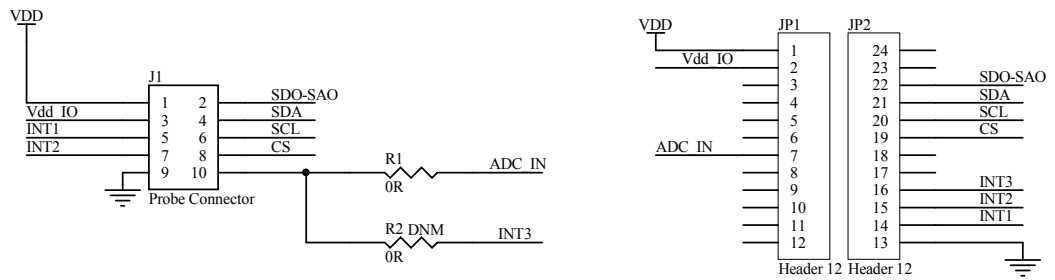 VDD
J1
1 2 SDO-SAO
Vdd_IO 3 4 SDA
INT1 5 6 SCL
INT2 7 8 CS
9 10
Probe Connector
R1
0R
ADC_IN
R2 DNM
0R
INT3
VDD
JP1
1
Vdd_IO 2
3
4
5
6
ADC_IN 7
8
9
10
11
12
Header 12
JP2
24
23
22 SDO-SAO
21 SDA
20 SCL
19 CS
18
17
16 INT3
15 INT2
14 INT1
13
Header 12